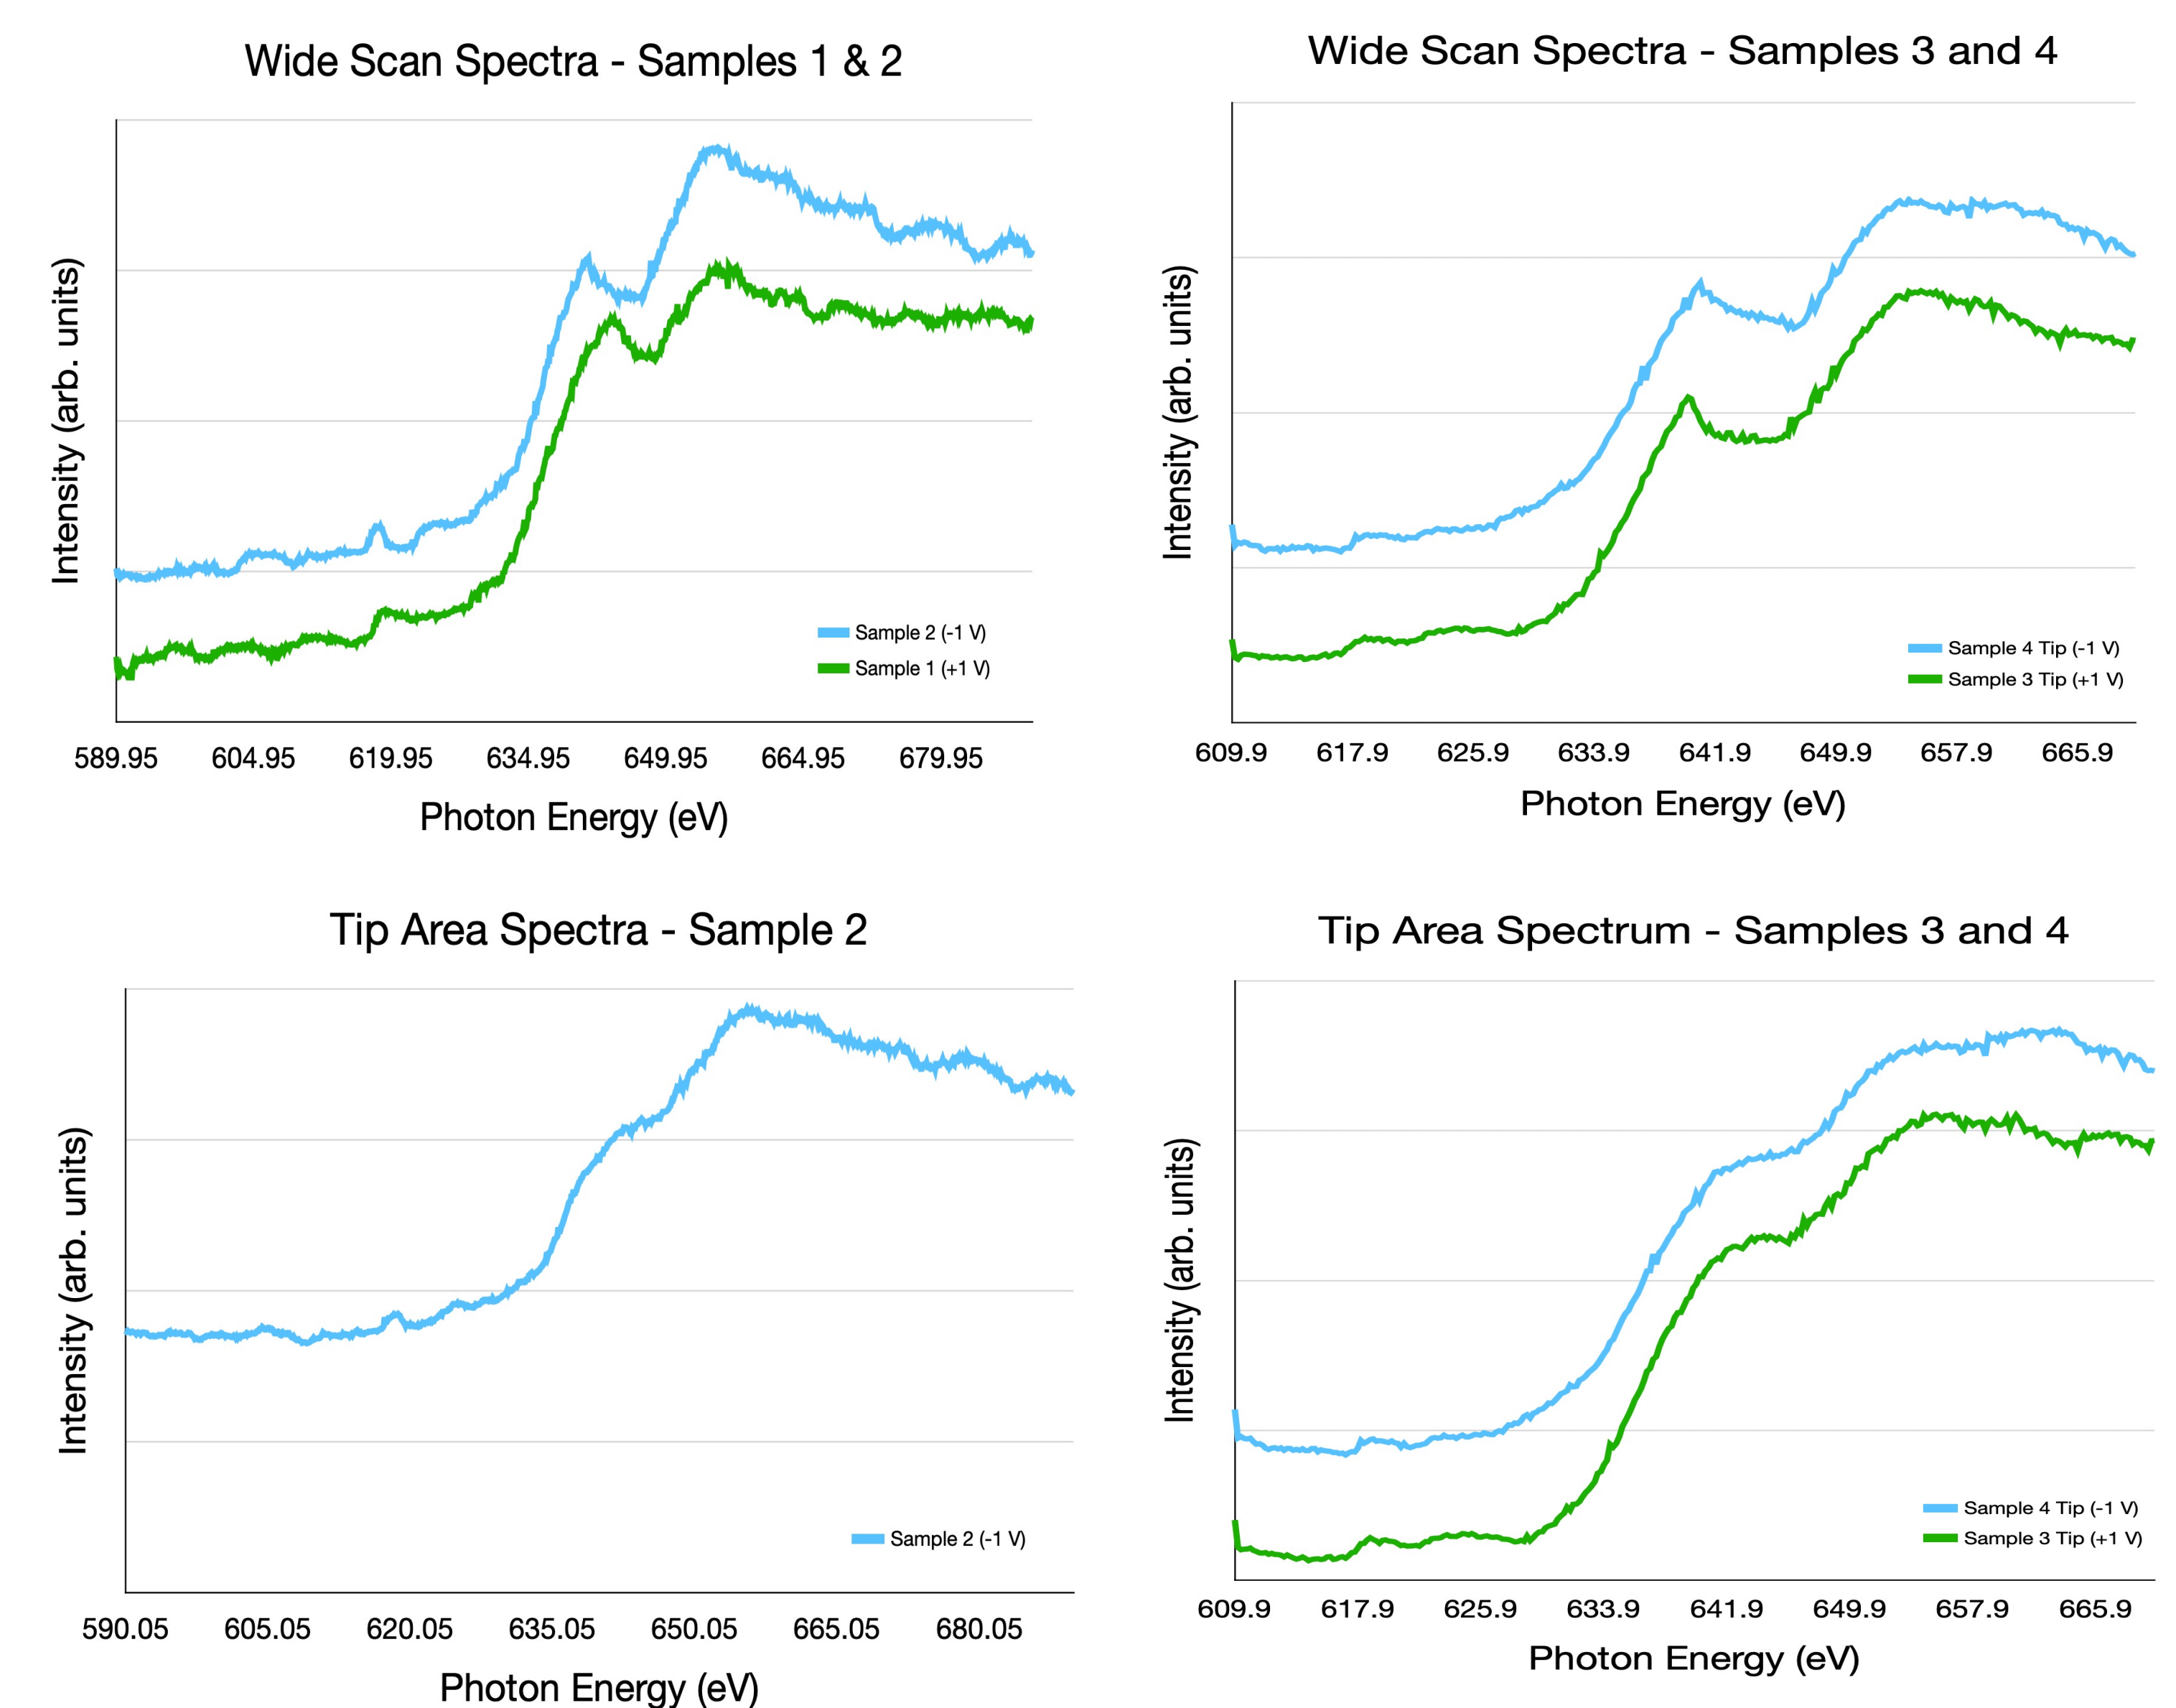 Wide Scan Spectra - Samples 1 & 2
Intensity (arb. units)
Sample 2 (-1 V)
Sample 1 (+1 V)
589.95 604.95 619.95 634.95 649.95 664.95 679.95
Photon Energy (eV)
Wide Scan Spectra - Samples 3 and 4
Intensity (arb. units)
Sample 4 Tip (-1 V)
Sample 3 Tip (+1 V)
609.9 617.9 625.9 633.9 641.9 649.9 657.9 665.9
Photon Energy (eV)
Tip Area Spectra - Sample 2
Intensity (arb. units)
Sample 2 (-1 V)
590.05 605.05 620.05 635.05 650.05 665.05 680.05
Photon Energy (eV)
Tip Area Spectrum - Samples 3 and 4
Intensity (arb. units)
Sample 4 Tip (-1 V)
Sample 3 Tip (+1 V)
609.9 617.9 625.9 633.9 641.9 649.9 657.9 665.9
Photon Energy (eV)